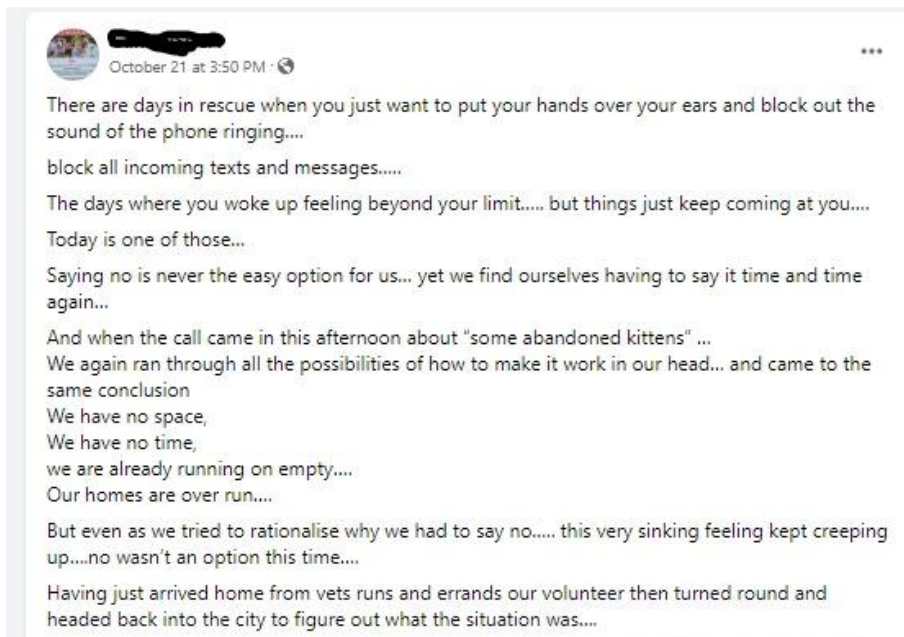 October 21 at 3:50 PM ·
There are days in rescue when you just want to put your hands over your ears and block out the
sound of the phone ringing....
block all incoming texts and messages.....
The days where you woke up feeling beyond your limit..... but things just keep coming at you....
Today is one of those...
Saying no is never the easy option for us... yet we find ourselves having to say it time and time
again...
And when the call came in this afternoon about “some abandoned kittens” ...
We again ran through all the possibilities of how to make it work in our head... and came to the
same conclusion
We have no space,
We have no time,
we are already running on empty....
Our homes are over run....
But even as we tried to rationalise why we had to say no..... this very sinking feeling kept creeping
up....no wasn’t an option this time....
Having just arrived home from vets runs and errands our volunteer then turned round and
headed back into the city to figure out what the situation was....